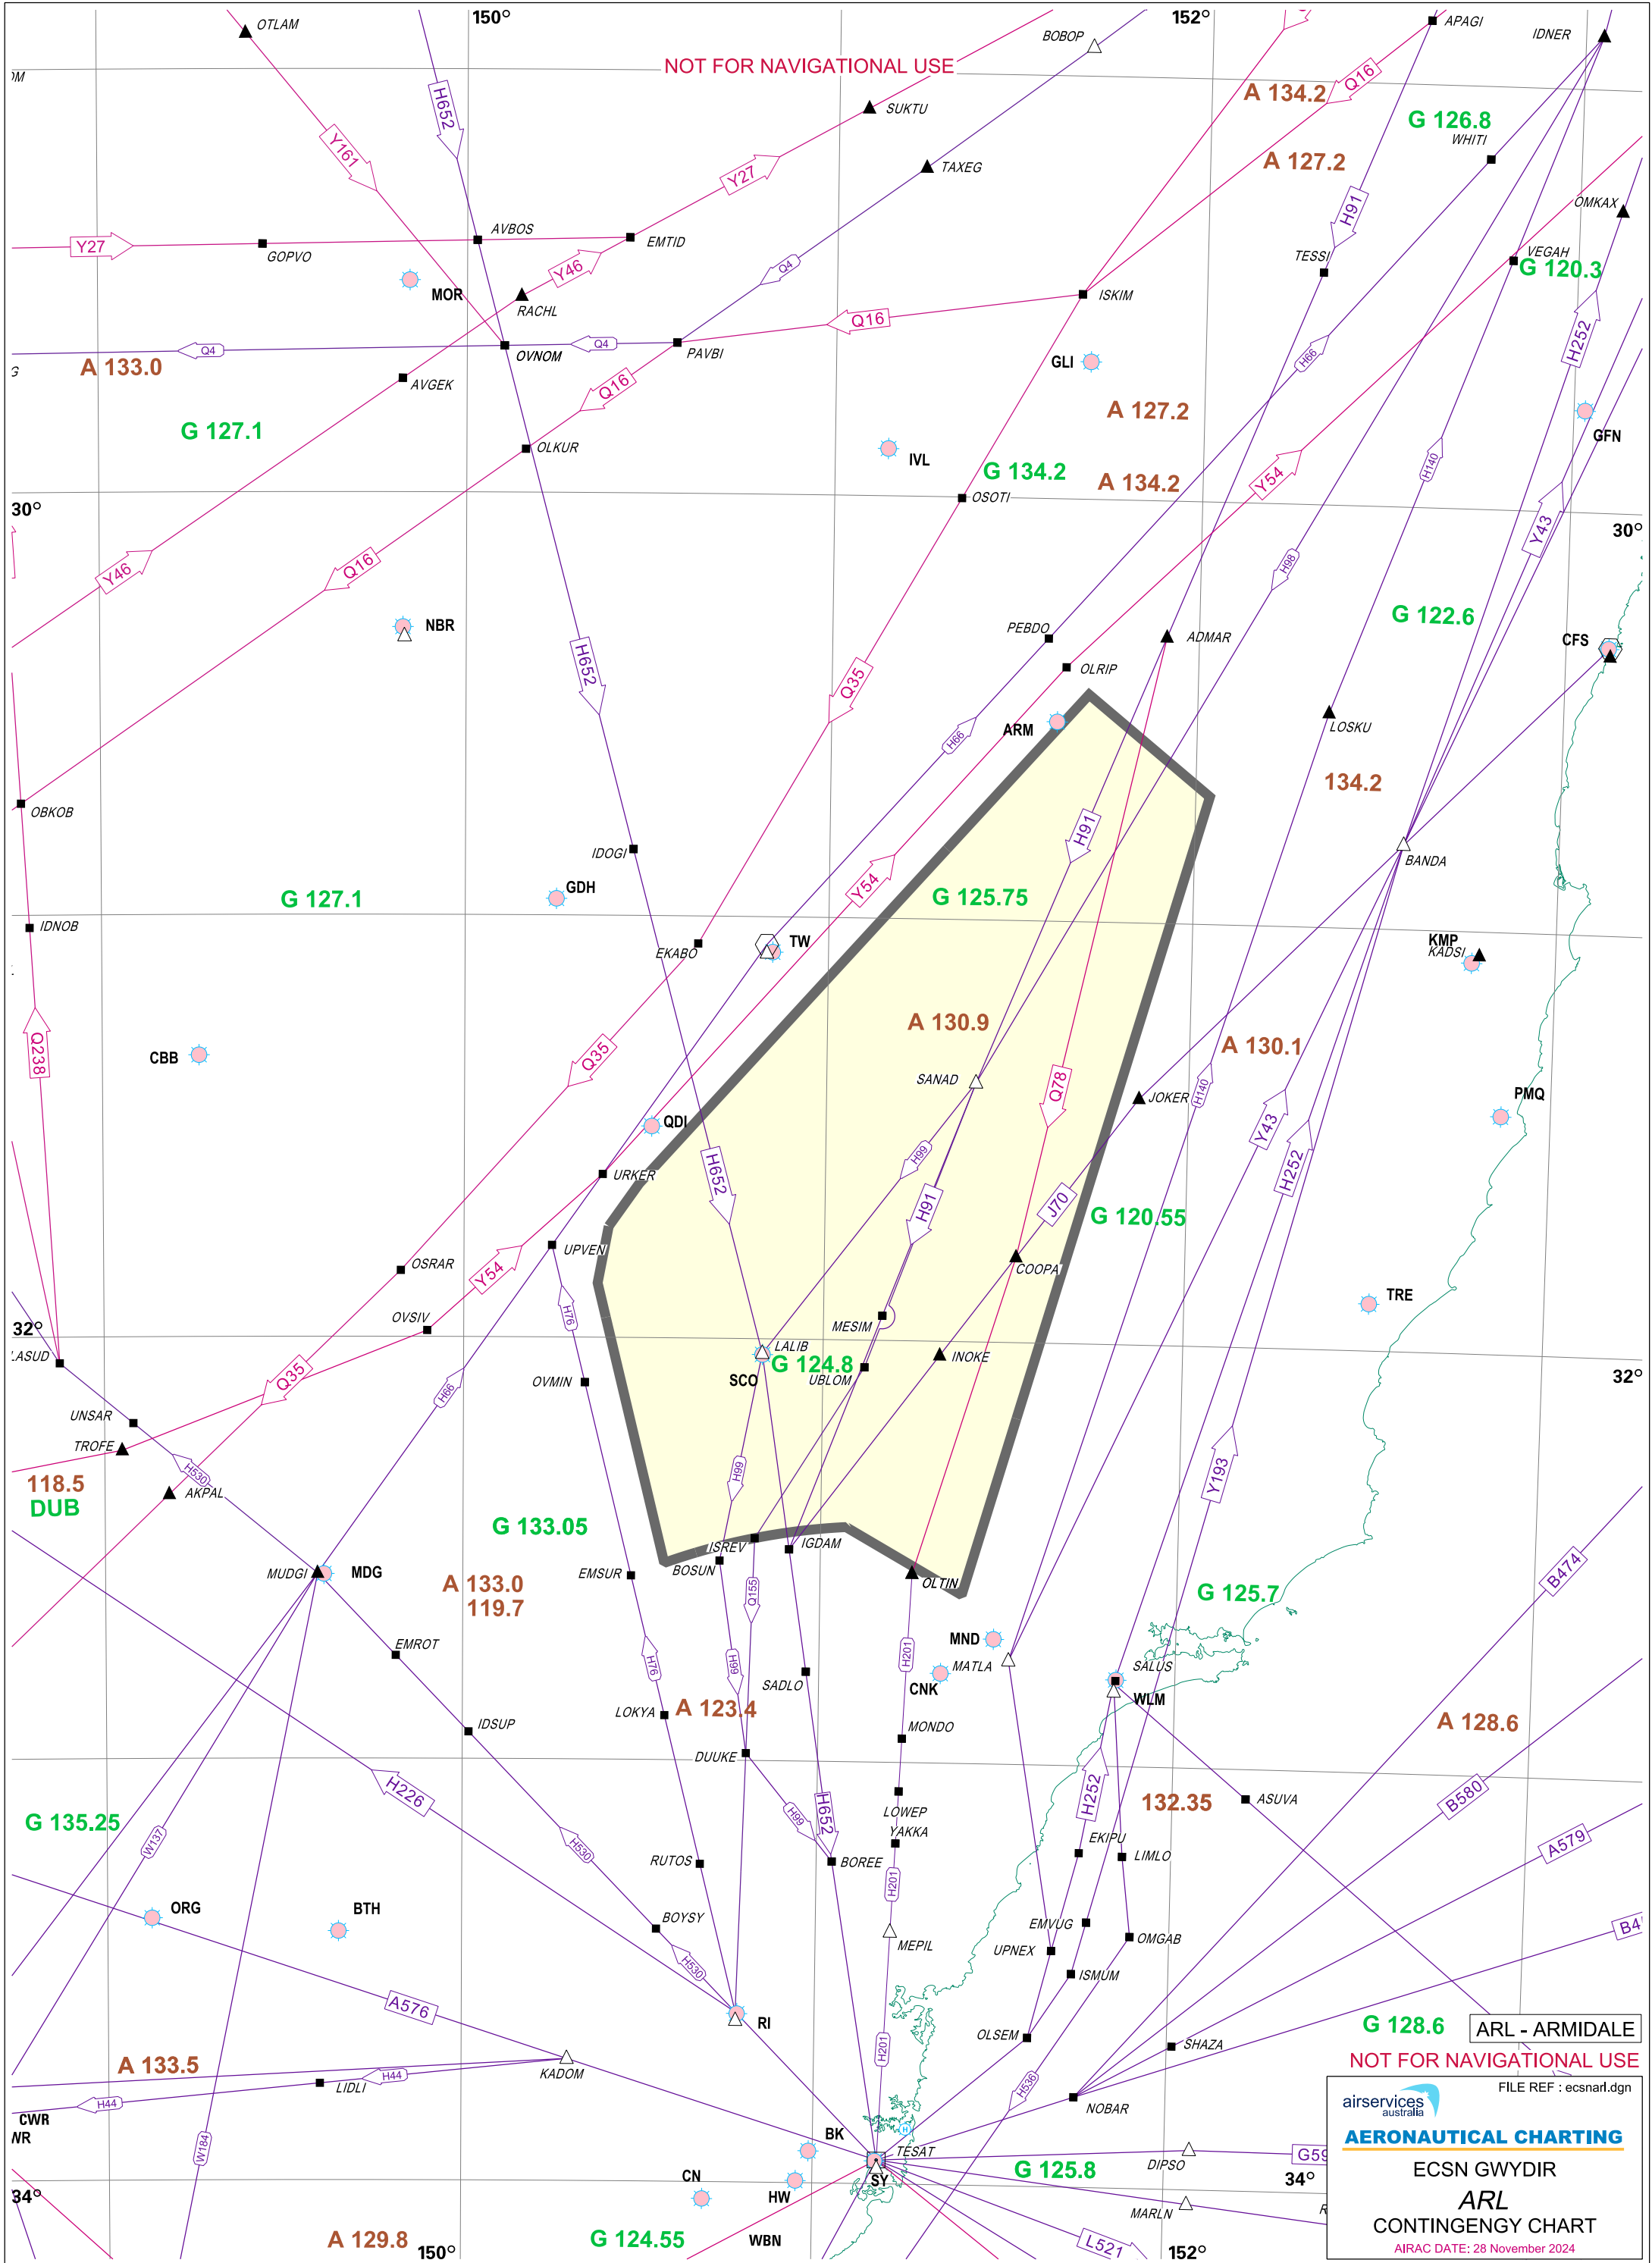 150°
152°
OTLAM
BOBOP
APAGI
IDNER
NOT FOR NAVIGATIONAL USE
H652
A 134.2
Q16
SUKTU
G 126.8
WHITI
Y161
A 127.2
TAXEG
Y27
H91
OMKAX
AVBOS
EMTID
Y27
GOPVO
TESSI
VEGAH
G 120.3
Q4
Y46
MOR
RACHL
ISKIM
H252
Q16
Q4
Q4
OVNOM
PAVBI
H66
A 133.0
GLI
AVGEK
Q16
A 127.2
G 127.1
GFN
OLKUR
IVL
H140
G 134.2
A 134.2
Y54
OSOTI
30°
Y43
30°
Y46
Q16
H98
NBR
PEBDO
ADMAR
G 122.6
CFS
H652
OLRIP
Q35
ARM
LOSKU
H66
134.2
OBKOB
H91
IDOGI
BANDA
Y54
GDH
G 127.1
G 125.75
IDNOB
EKABO
TW
KMP
KADSI
A 130.9
A 130.1
Q238
CBB
Q35
SANAD
Q78
H140
JOKER
QDI
PMQ
Y43
H99
URKER
H652
H91
H252
J70
G 120.55
UPVEN
OSRAR
Y54
COOPA
H76
TRE
OVSIV
MESIM
32°
LALIB
INOKE
LASUD
G 124.8
SCO
UBLOM
32°
OVMIN
Q35
H66
UNSAR
TROFE
H530
H99
Y193
118.5
AKPAL
DUB
G 133.05
ISREV
IGDAM
BOSUN
B474
MUDGI
MDG
EMSUR
OLTIN
A 133.0
G 125.7
119.7
Q155
EMROT
H76
H99
H201
MND
MATLA
SALUS
SADLO
CNK
WLM
LOKYA
A 123.4
A 128.6
IDSUP
MONDO
DUUKE
H226
H252
132.35
ASUVA
B580
H99
H652
LOWEP
G 135.25
H530
YAKKA
EKIPU
A579
W137
RUTOS
BOREE
LIMLO
H201
ORG
BTH
BOYSY
EMVUG
B4
MEPIL
UPNEX
OMGAB
H530
ISMUM
A576
RI
OLSEM
G 128.6
ARL - ARMIDALE
SHAZA
H201
NOT FOR NAVIGATIONAL USE
A 133.5
KADOM
H44
LIDLI
H536
H44
NOBAR
FILE REF : ecsnarl.dgn
airservices
australia
CWR
WR
BK
H
AERONAUTICAL CHARTING
W184
TESAT
G59
DIPSO
CN
SY
G 125.8
34°
ECSN GWYDIR
34°
HW
MARLN
R
ARL
CONTINGENGY CHART
A 129.8
G 124.55
WBN
L521
150°
152°
AIRAC DATE: 28 November 2024